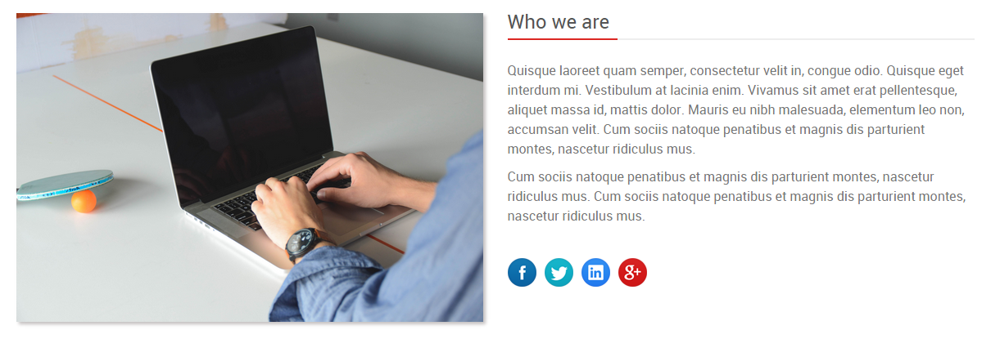 Who we are
Quisque laoreet quam semper, consectetur velit in, congue odio. Quisque eget
interdum mi. Vestibulum at lacinia enim. Vivamus sit amet erat pellentesque,
aliquet massa id, mattis dolor. Mauris eu nibh malesuada, elementum leo non,
accumsan velit. Cum sociis natoque penatibus et magnis dis parturient
montes, nascetur ridiculus mus.
Cum sociis natoque penatibus et magnis dis parturient montes, nascetur
ridiculus mus. Cum sociis natoque penatibus et magnis dis parturient montes,
nascetur ridiculus mus.
f in g+